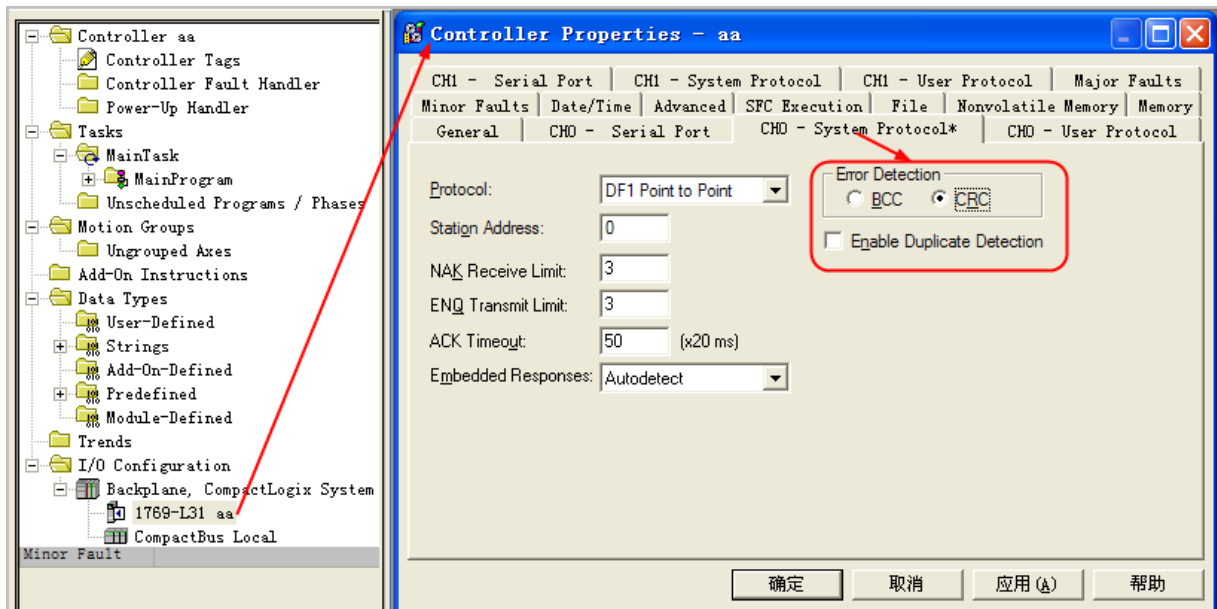 Controller aa
Controller Tags
Controller Fault Handler
Power-Up Handler
Tasks
MainTask
MainProgram
Unscheduled Programs / Phases
Motion Groups
Ungrouped Axes
Add-On Instructions
Data Types
User-Defined
Strings
Add-On-Defined
Predefined
Module-Defined
Trends
I/O Configuration
Backplane, CompactLogix System
1769-L31 aa
CompactBus Local
Minor Fault
Controller Properties - aa
CH1 - Serial Port CH1 - System Protocol CH1 - User Protocol Major Faults
Minor Faults Date/Time Advanced SFC Execution File Nonvolatile Memory Memory
General CH0 - Serial Port CH0 - System Protocol* CH0 - User Protocol
Protocol: DF1 Point to Point
Station Address: 0
NAK Receive Limit: 3
ENQ Transmit Limit: 3
ACK Timeout: 50 (x20 ms)
Embedded Responses: Autodetect
Error Detection
BCC CRC
Enable Duplicate Detection
确定 取消 应用(A) 帮助